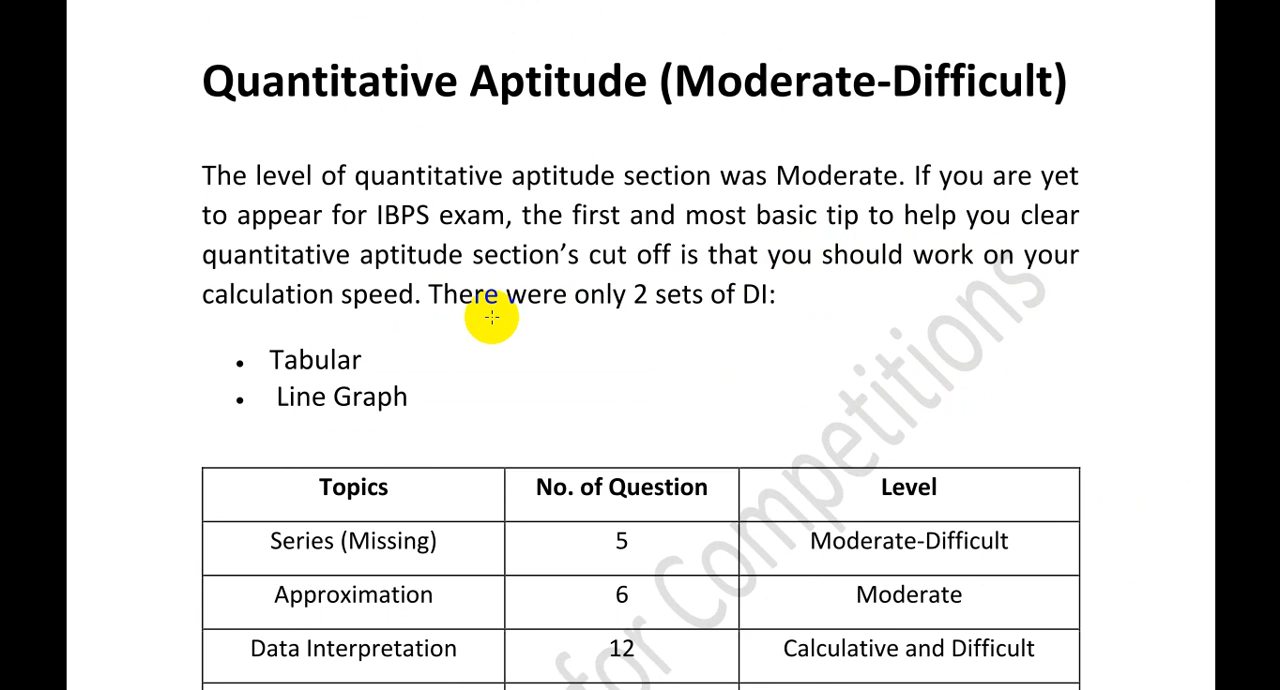 Quantitative Aptitude (Moderate-Difficult)
The level of quantitative aptitude section was Moderate. If you are yet
to appear for IBPS exam, the first and most basic tip to help you clear
quantitative aptitude section’s cut off is that you should work on your
calculation speed. There were only 2 sets of DI:
• Tabular
• Line Graph
Topics No. of Question Level
Series (Missing) 5 Moderate-Difficult
Approximation 6 Moderate
Data Interpretation 12 Calculative and Difficult
for Competitions